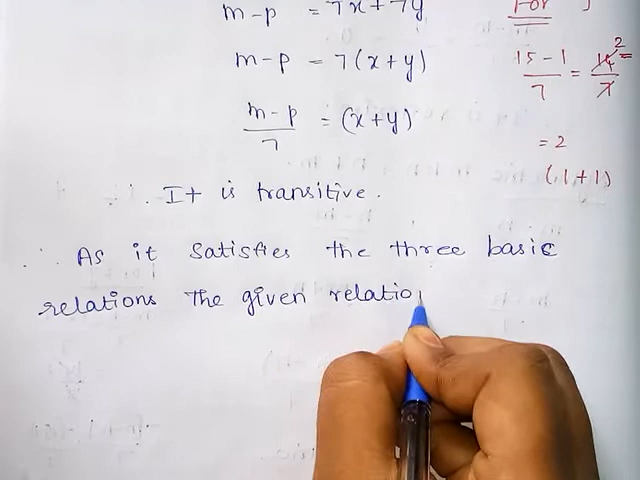 m-p = 7x+7y
m-p = 7(x+y)
m-p/7 = (x+y)
∴ It is transitive.
∴ As it satisfies the three basic
relations The given relatio
For
15-1/7 = 14/7 2 =
= 2
(1+1)